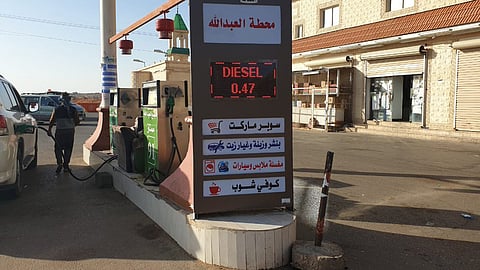 محطة العبدالله
DIESEL
0.47
سوبر ماركت
بنشر وزينة وغيار زيت
مغسلة ملابس وسيارات
كوفي شوب